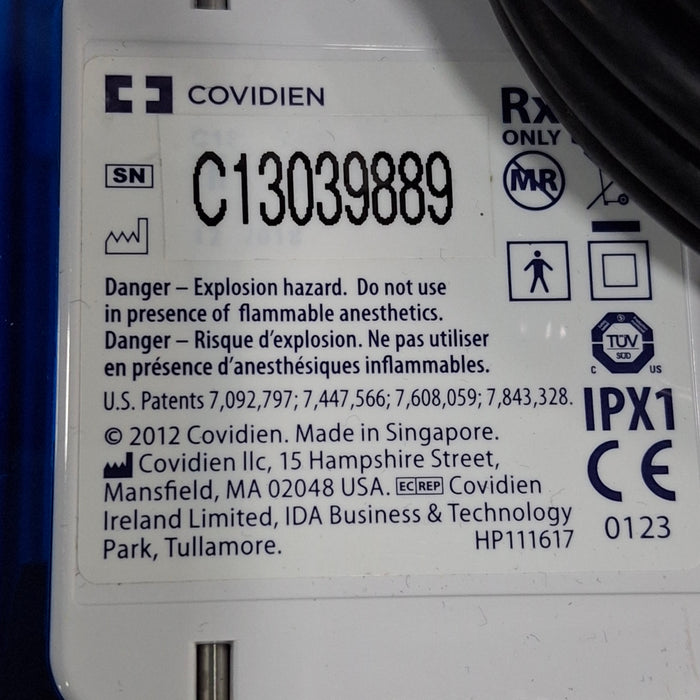 COVIDIEN
Rx
ONLY
SN
C13039889
MR
Danger – Explosion hazard. Do not use
in presence of flammable anesthetics.
Danger – Risque d'explosion. Ne pas utiliser
en présence d'anesthésiques inflammables.
TÜV
SÜD
C US
U.S. Patents 7,092,797; 7,447,566; 7,608,059; 7,843,328.
IPX1
© 2012 Covidien. Made in Singapore.
Covidien llc, 15 Hampshire Street,
Mansfield, MA 02048 USA. EC REP Covidien
Ireland Limited, IDA Business & Technology
Park, Tullamore.
HP111617
CE
0123